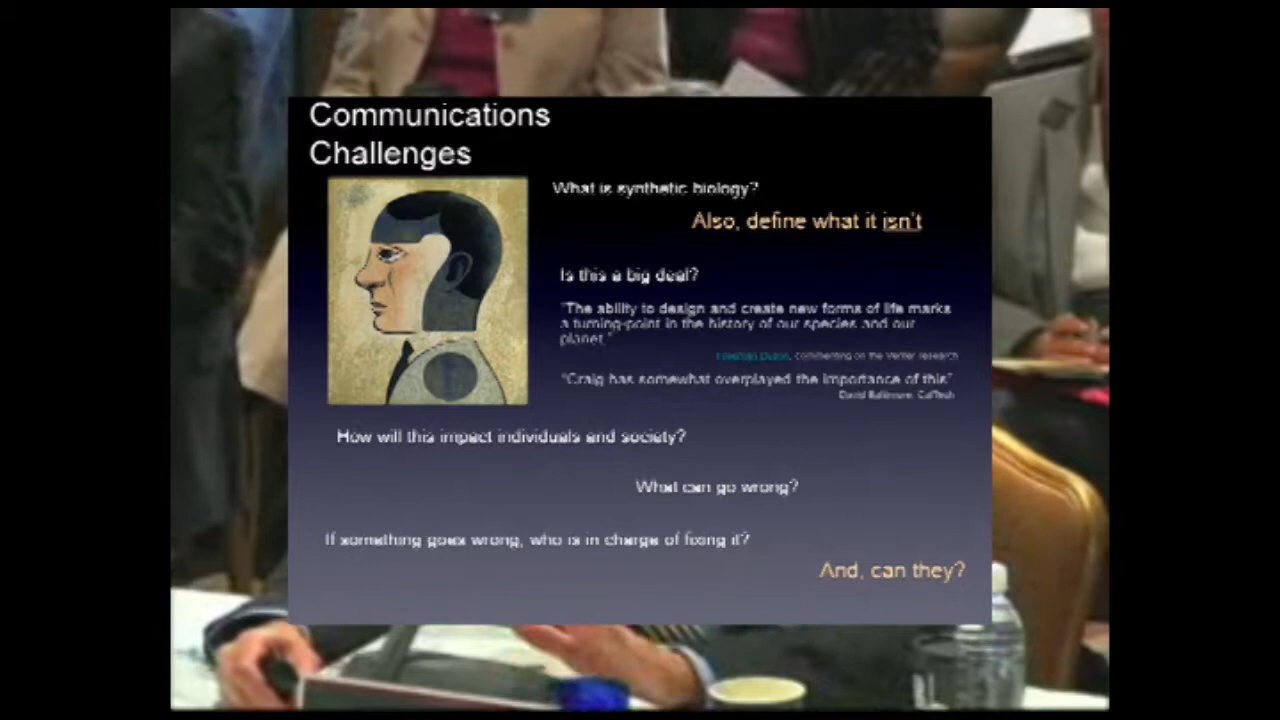 Communications
Challenges
What is synthetic biology?
Also, define what it isn't
Is this a big deal?
"The ability to design and create new forms of life marks
a turning-point in the history of our species and our
planet."
Freeman Dyson, commenting on the Venter research
"Craig has somewhat overplayed the importance of this"
David Baltimore, CalTech
How will this impact individuals and society?
What can go wrong?
If something goes wrong, who is in charge of fixing it?
And, can they?